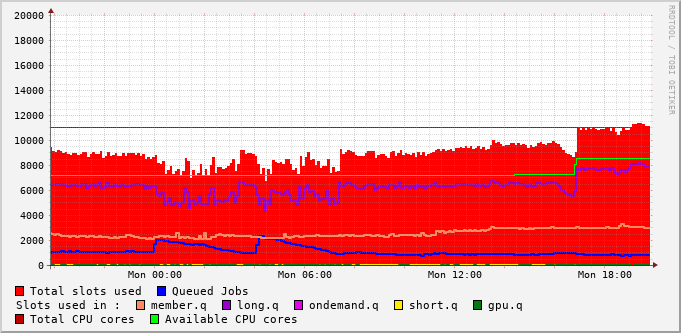 20000
18000
16000
14000
12000
10000
8000
6000
4000
2000
0
Mon 00:00 Mon 06:00 Mon 12:00 Mon 18:00
Total slots used Queued Jobs
Slots used in : member.q long.q ondemand.q short.q gpu.q
Total CPU cores Available CPU cores
RRDTOOL / TOBI OETIKER